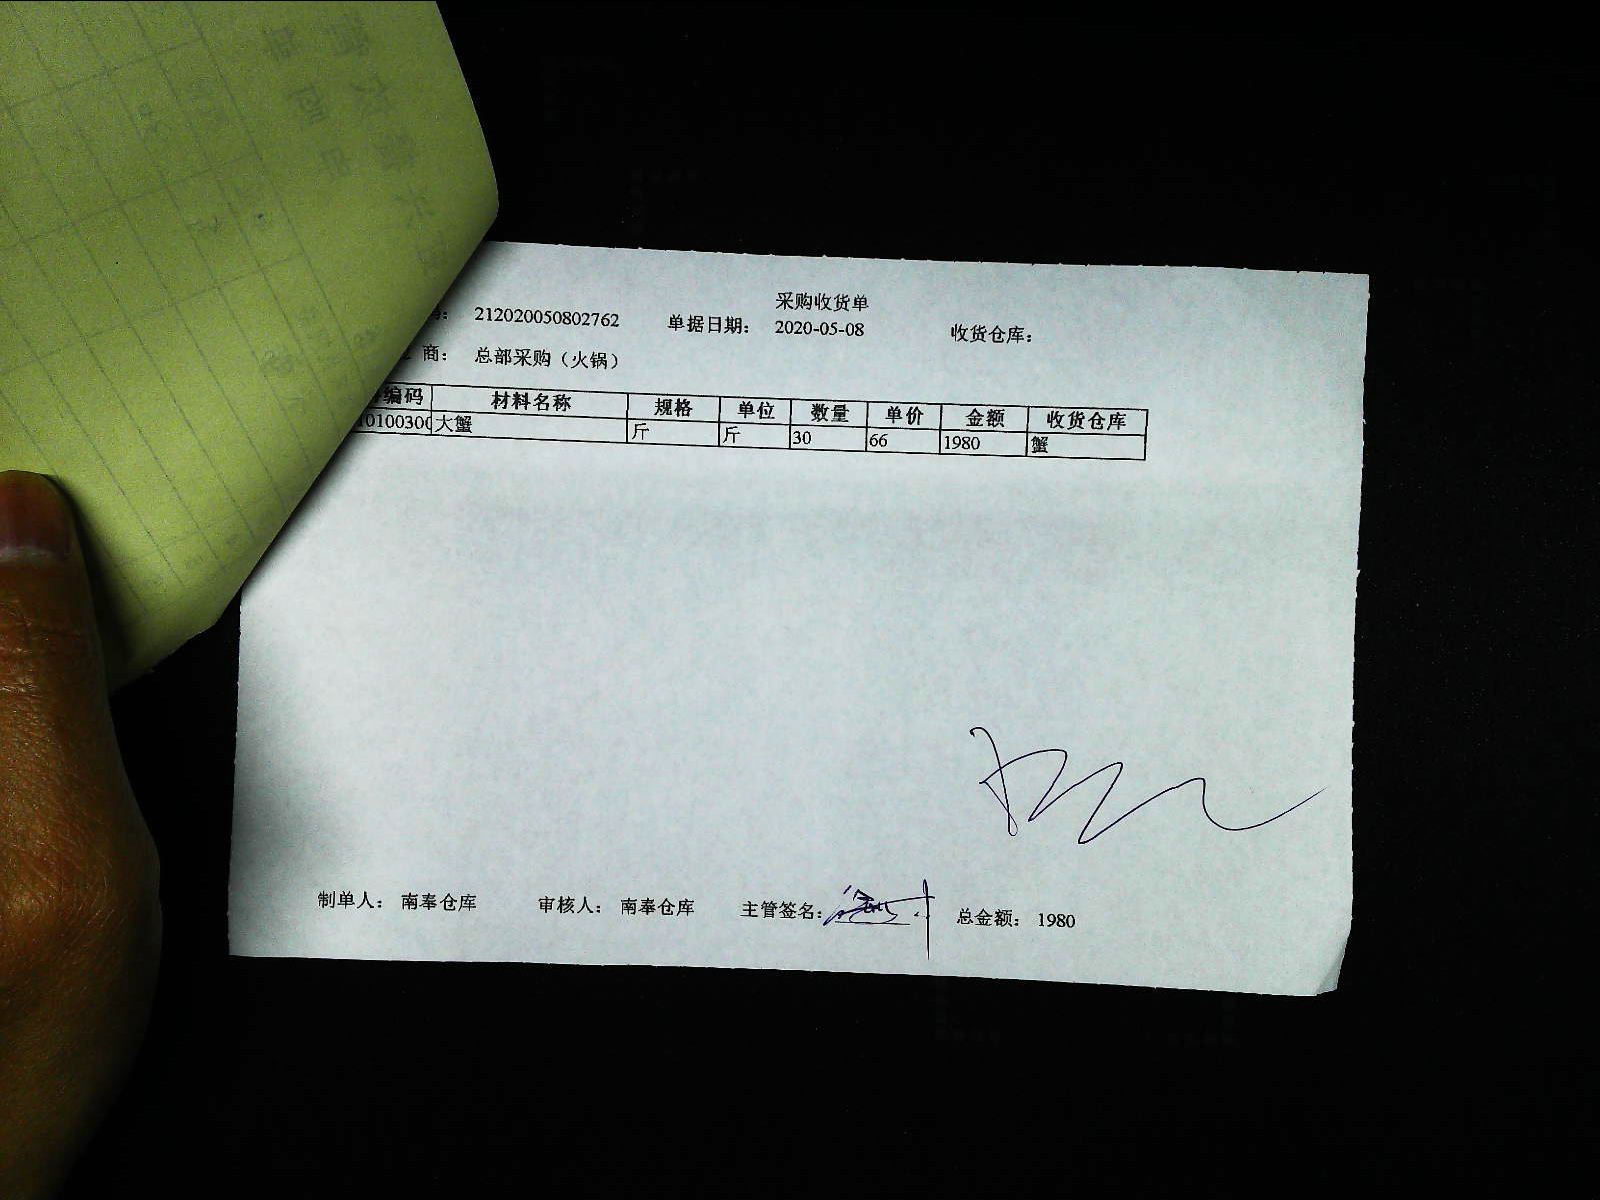 采购收货单
212020050802762 单据日期： 2020-05-08 收货仓库：
商： 总部采购（火锅）
编码 材料名称 规格 单位 数量 单价 金额 收货仓库
0100300 大蟹 斤 斤 30 66 1980 蟹
制单人： 南奉仓库 审核人： 南奉仓库 主管签名： 总金额： 1980